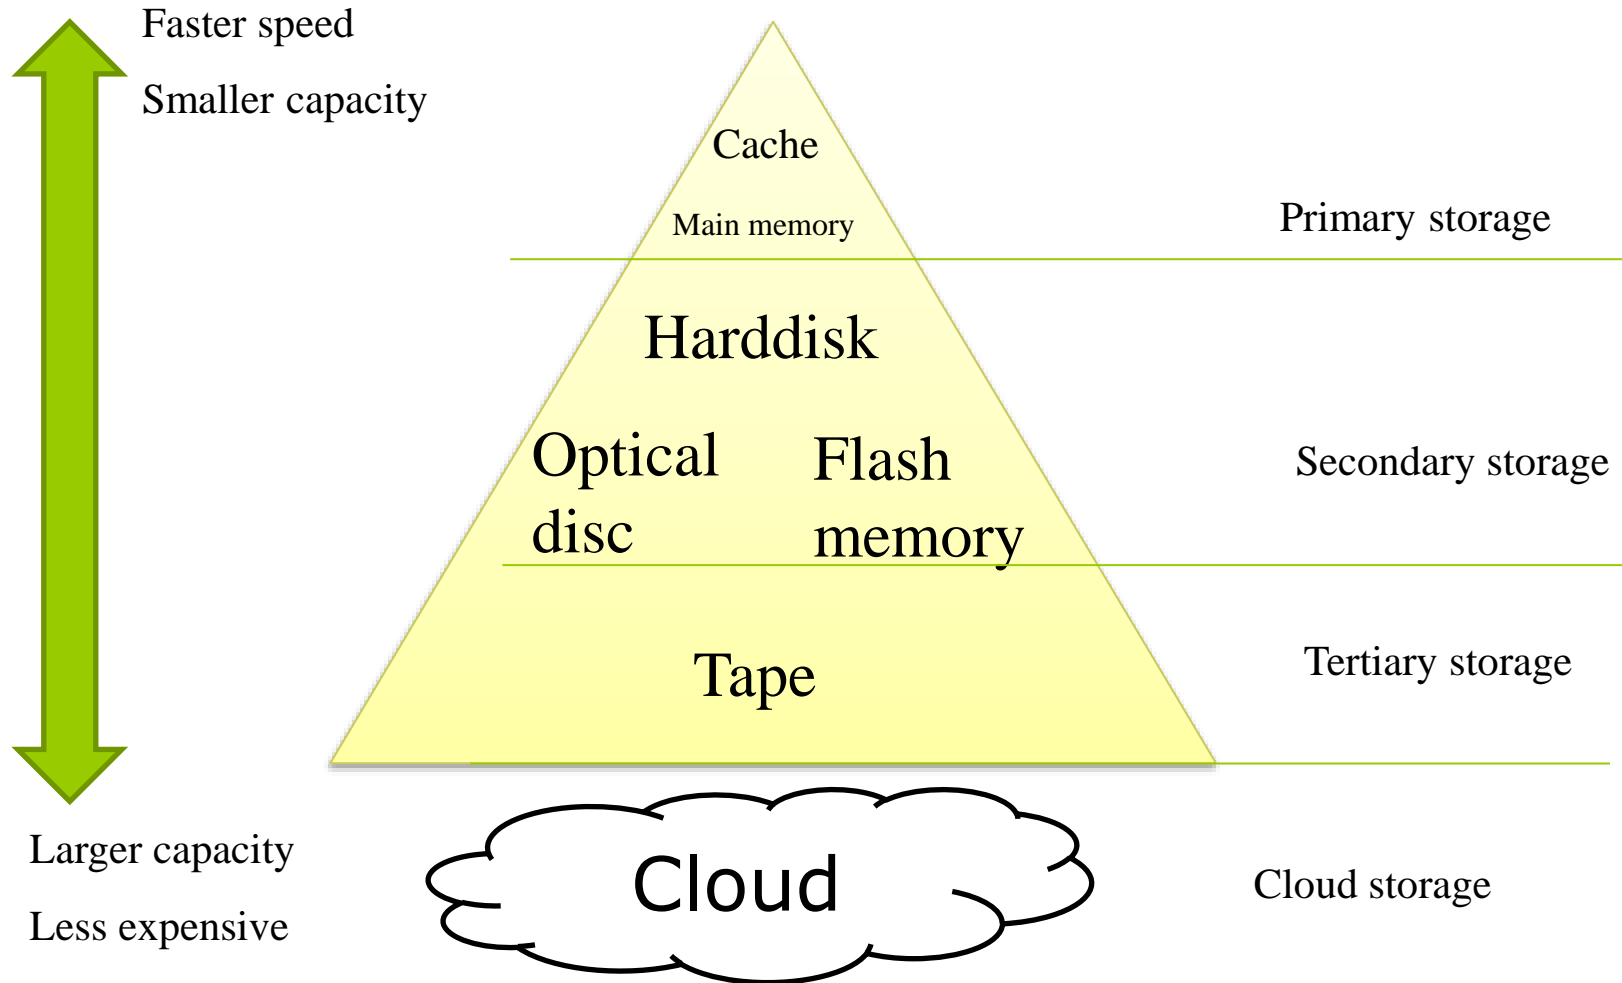 Faster speed
Smaller capacity
Cache
Main memory
Primary storage
Harddisk
Optical
disc
Flash
memory
Secondary storage
Tape
Tertiary storage
Larger capacity
Less expensive
Cloud
Cloud storage